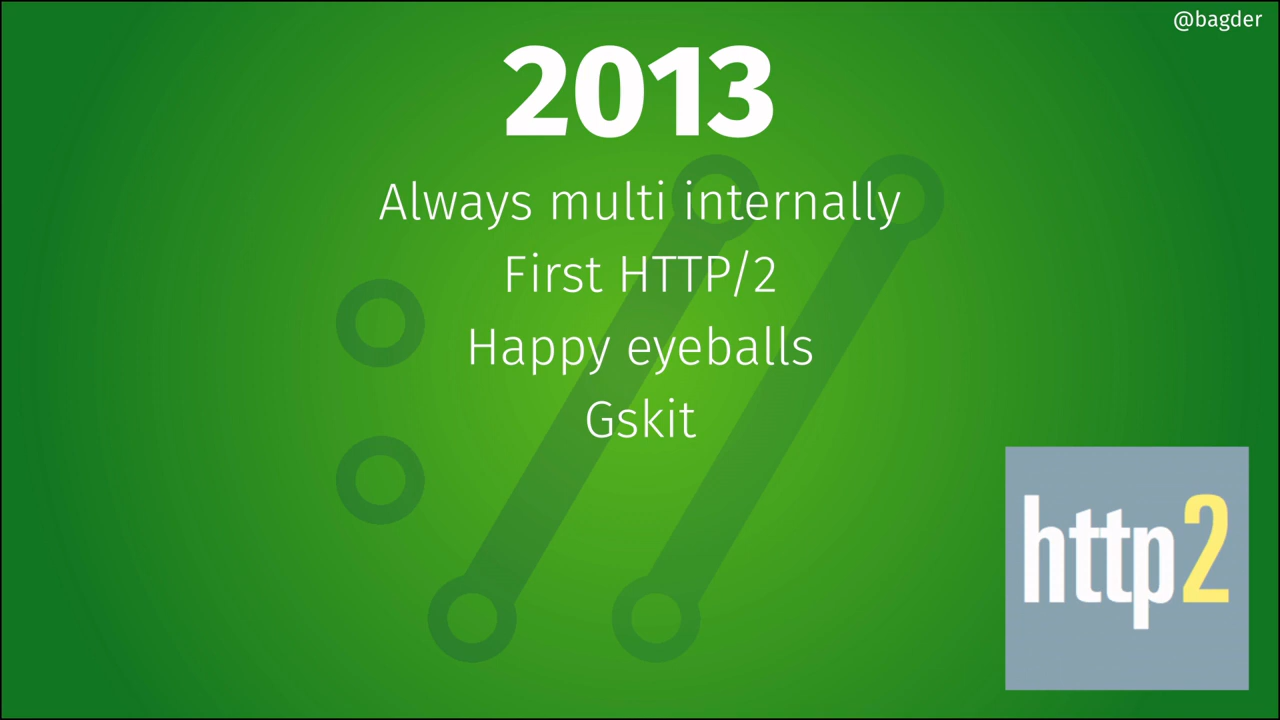 @bagder
2013
Always multi internally
First HTTP/2
Happy eyeballs
Gskit
http2